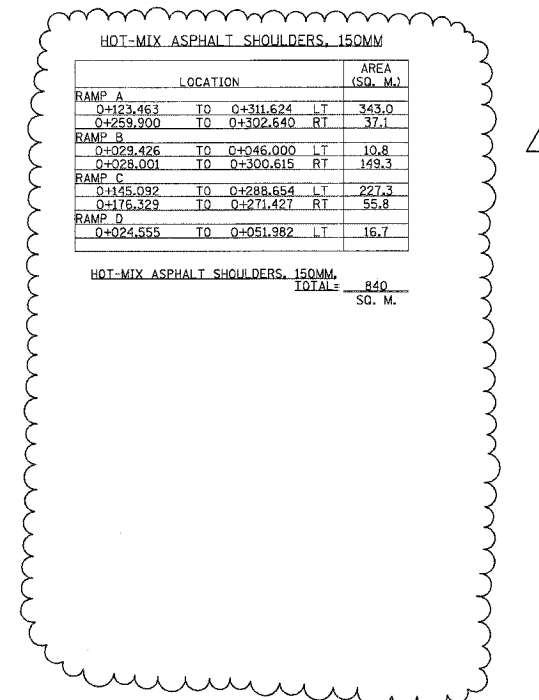 HOT-MIX ASPHALT SHOULDERS, 150MM
LOCATION AREA (SQ. M.)
RAMP A
0+123.463 TO 0+311.624 LT 343.0
0+259.900 TO 0+302.640 RT 37.1
RAMP B
0+029.426 TO 0+046.000 LT 10.8
0+028.001 TO 0+300.615 RT 149.3
RAMP C
0+145.092 TO 0+288.654 LT 227.3
0+176.329 TO 0+271.427 RT 55.8
RAMP D
0+024.555 TO 0+051.982 LT 16.7
HOT-MIX ASPHALT SHOULDERS, 150MM,
TOTAL= 840
SQ. M.